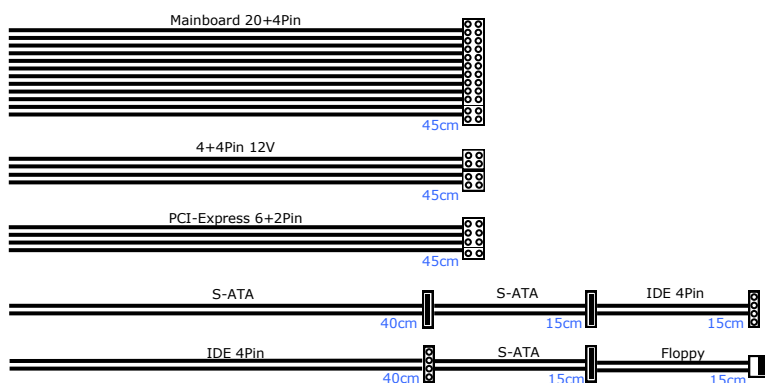 Mainboard 20+4Pin
45cm
4+4Pin 12V
45cm
PCI-Express 6+2Pin
45cm
S-ATA S-ATA IDE 4Pin
40cm 15cm 15cm
IDE 4Pin S-ATA Floppy
40cm 15cm 15cm